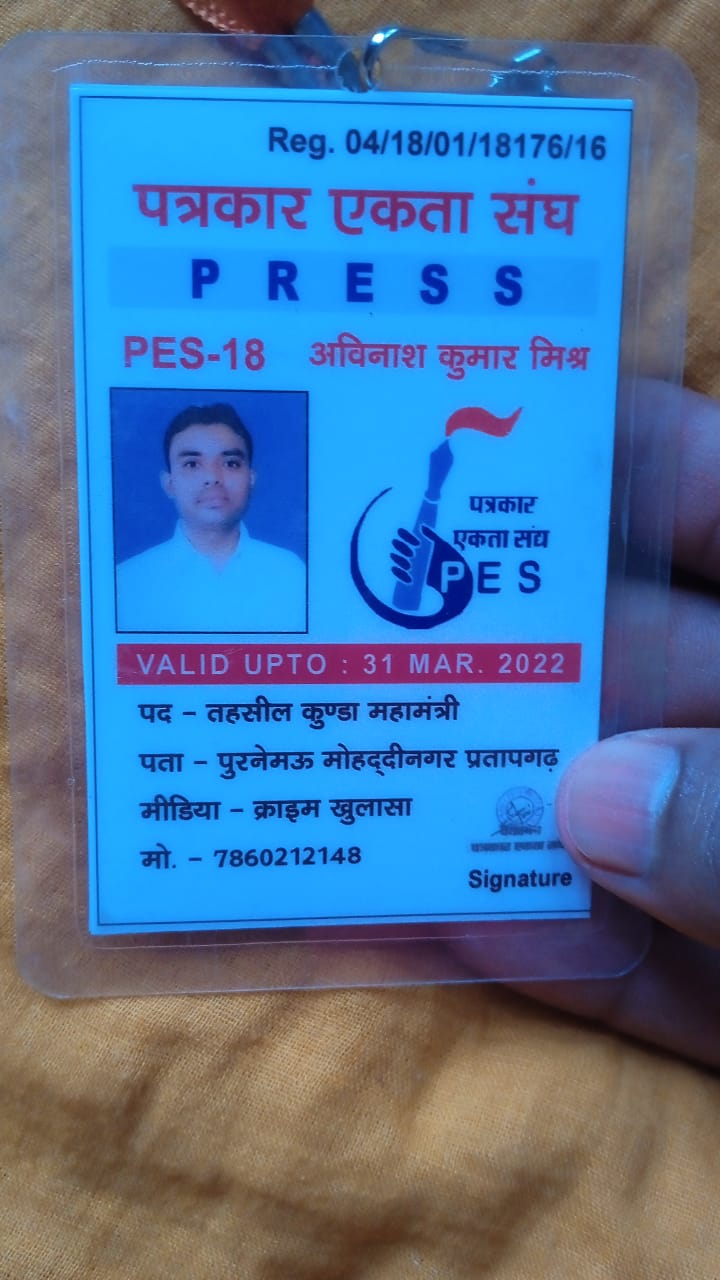 Reg. 04/18/01/18176/16
पत्रकार एकता संघ
PRESS
PES-18 अविनाश कुमार मिश्र
पत्रकार
एकता संघ
PES
VALID UPTO : 31 MAR. 2022
पद – तहसील कुण्डा महामंत्री
पता – पुरनेमऊ मोहद्दीनगर प्रतापगढ़
मीडिया – क्राइम खुलासा
मो. – 7860212148
Signature